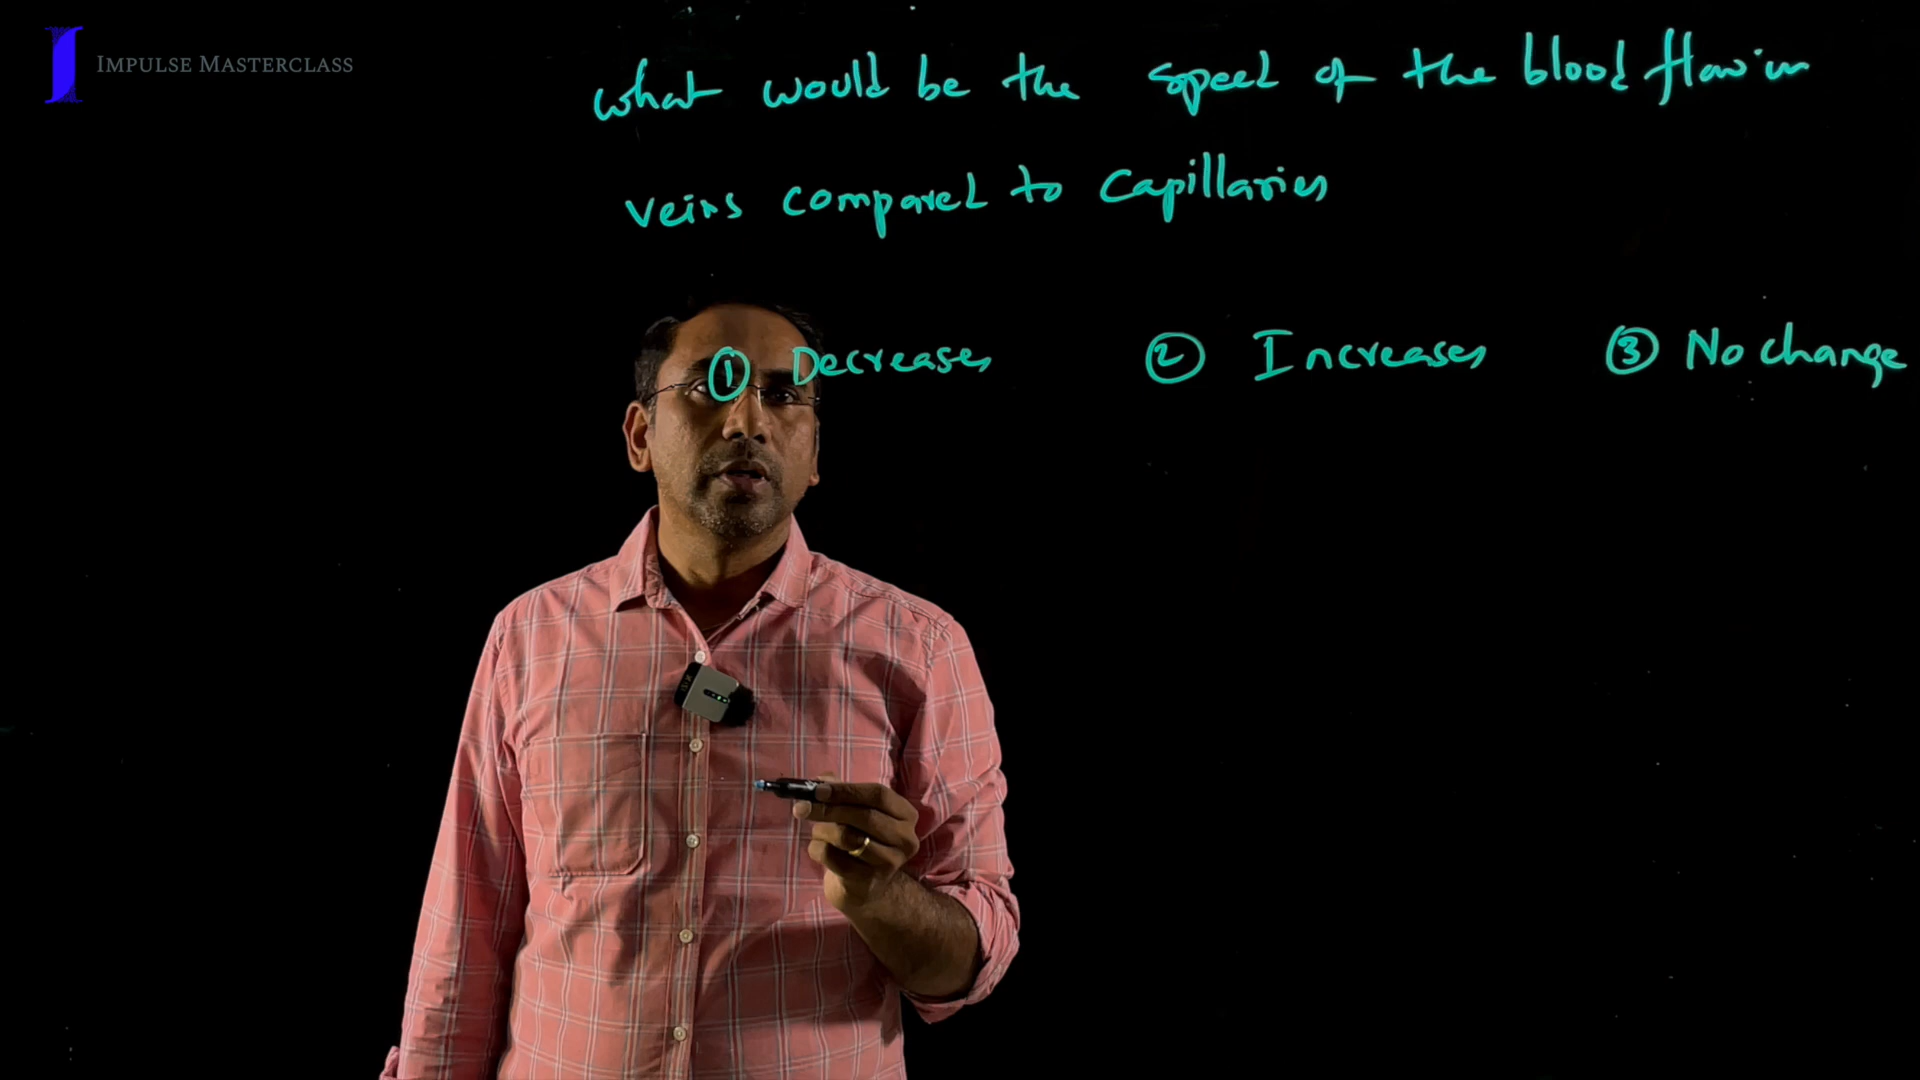 IMPULSE MASTERCLASS
what would be the speed of the blood flow in
veins compared to Capillaries
① Decreases ② Increases ③ No change